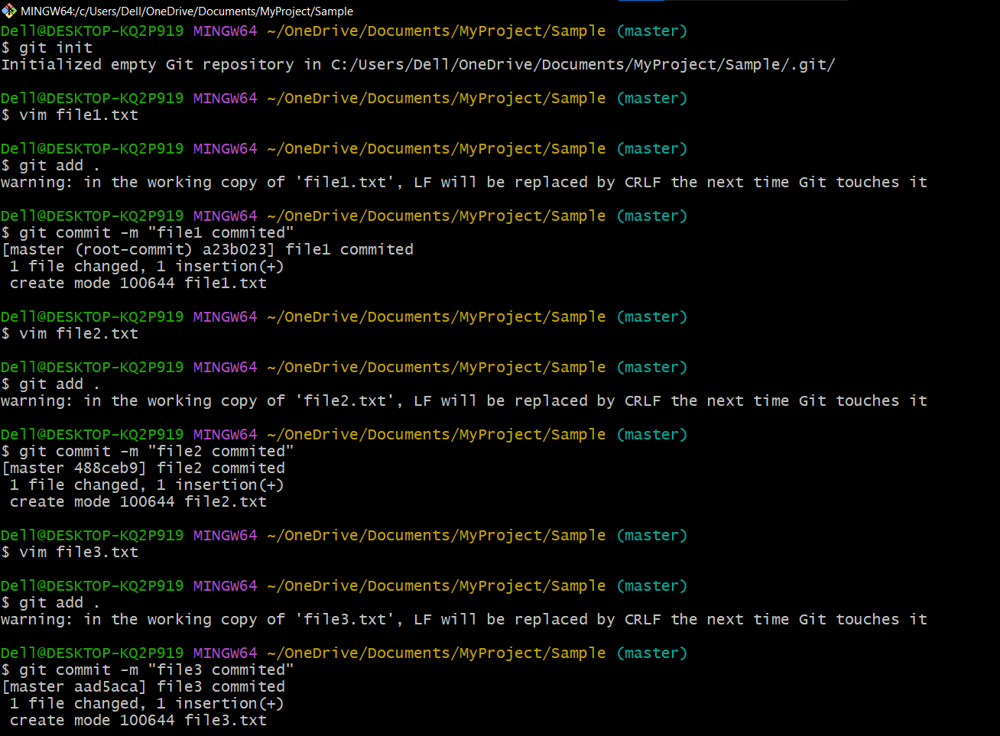 MINGW64:/c/Users/Dell/OneDrive/Documents/MyProject/Sample
Dell@DESKTOP-KQ2P919 MINGW64 ~/OneDrive/Documents/MyProject/Sample (master)
$ git init
Initialized empty Git repository in C:/Users/Dell/OneDrive/Documents/MyProject/Sample/.git/
Dell@DESKTOP-KQ2P919 MINGW64 ~/OneDrive/Documents/MyProject/Sample (master)
$ vim file1.txt
Dell@DESKTOP-KQ2P919 MINGW64 ~/OneDrive/Documents/MyProject/Sample (master)
$ git add .
warning: in the working copy of 'file1.txt', LF will be replaced by CRLF the next time Git touches it
Dell@DESKTOP-KQ2P919 MINGW64 ~/OneDrive/Documents/MyProject/Sample (master)
$ git commit -m "file1 commited"
[master (root-commit) a23b023] file1 commited
 1 file changed, 1 insertion(+)
 create mode 100644 file1.txt
Dell@DESKTOP-KQ2P919 MINGW64 ~/OneDrive/Documents/MyProject/Sample (master)
$ vim file2.txt
Dell@DESKTOP-KQ2P919 MINGW64 ~/OneDrive/Documents/MyProject/Sample (master)
$ git add .
warning: in the working copy of 'file2.txt', LF will be replaced by CRLF the next time Git touches it
Dell@DESKTOP-KQ2P919 MINGW64 ~/OneDrive/Documents/MyProject/Sample (master)
$ git commit -m "file2 commited"
[master 488ceb9] file2 commited
 1 file changed, 1 insertion(+)
 create mode 100644 file2.txt
Dell@DESKTOP-KQ2P919 MINGW64 ~/OneDrive/Documents/MyProject/Sample (master)
$ vim file3.txt
Dell@DESKTOP-KQ2P919 MINGW64 ~/OneDrive/Documents/MyProject/Sample (master)
$ git add .
warning: in the working copy of 'file3.txt', LF will be replaced by CRLF the next time Git touches it
Dell@DESKTOP-KQ2P919 MINGW64 ~/OneDrive/Documents/MyProject/Sample (master)
$ git commit -m "file3 commited"
[master aad5aca] file3 commited
 1 file changed, 1 insertion(+)
 create mode 100644 file3.txt